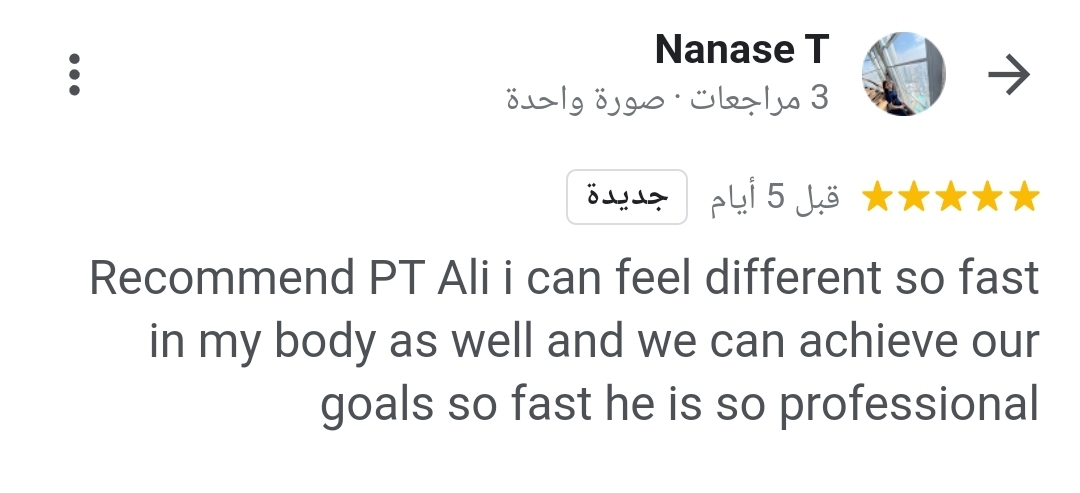 Nanase T
3 مراجعات · صورة واحدة
قبل 5 أيام جديدة
Recommend PT Ali i can feel different so fast
in my body as well and we can achieve our
goals so fast he is so professional